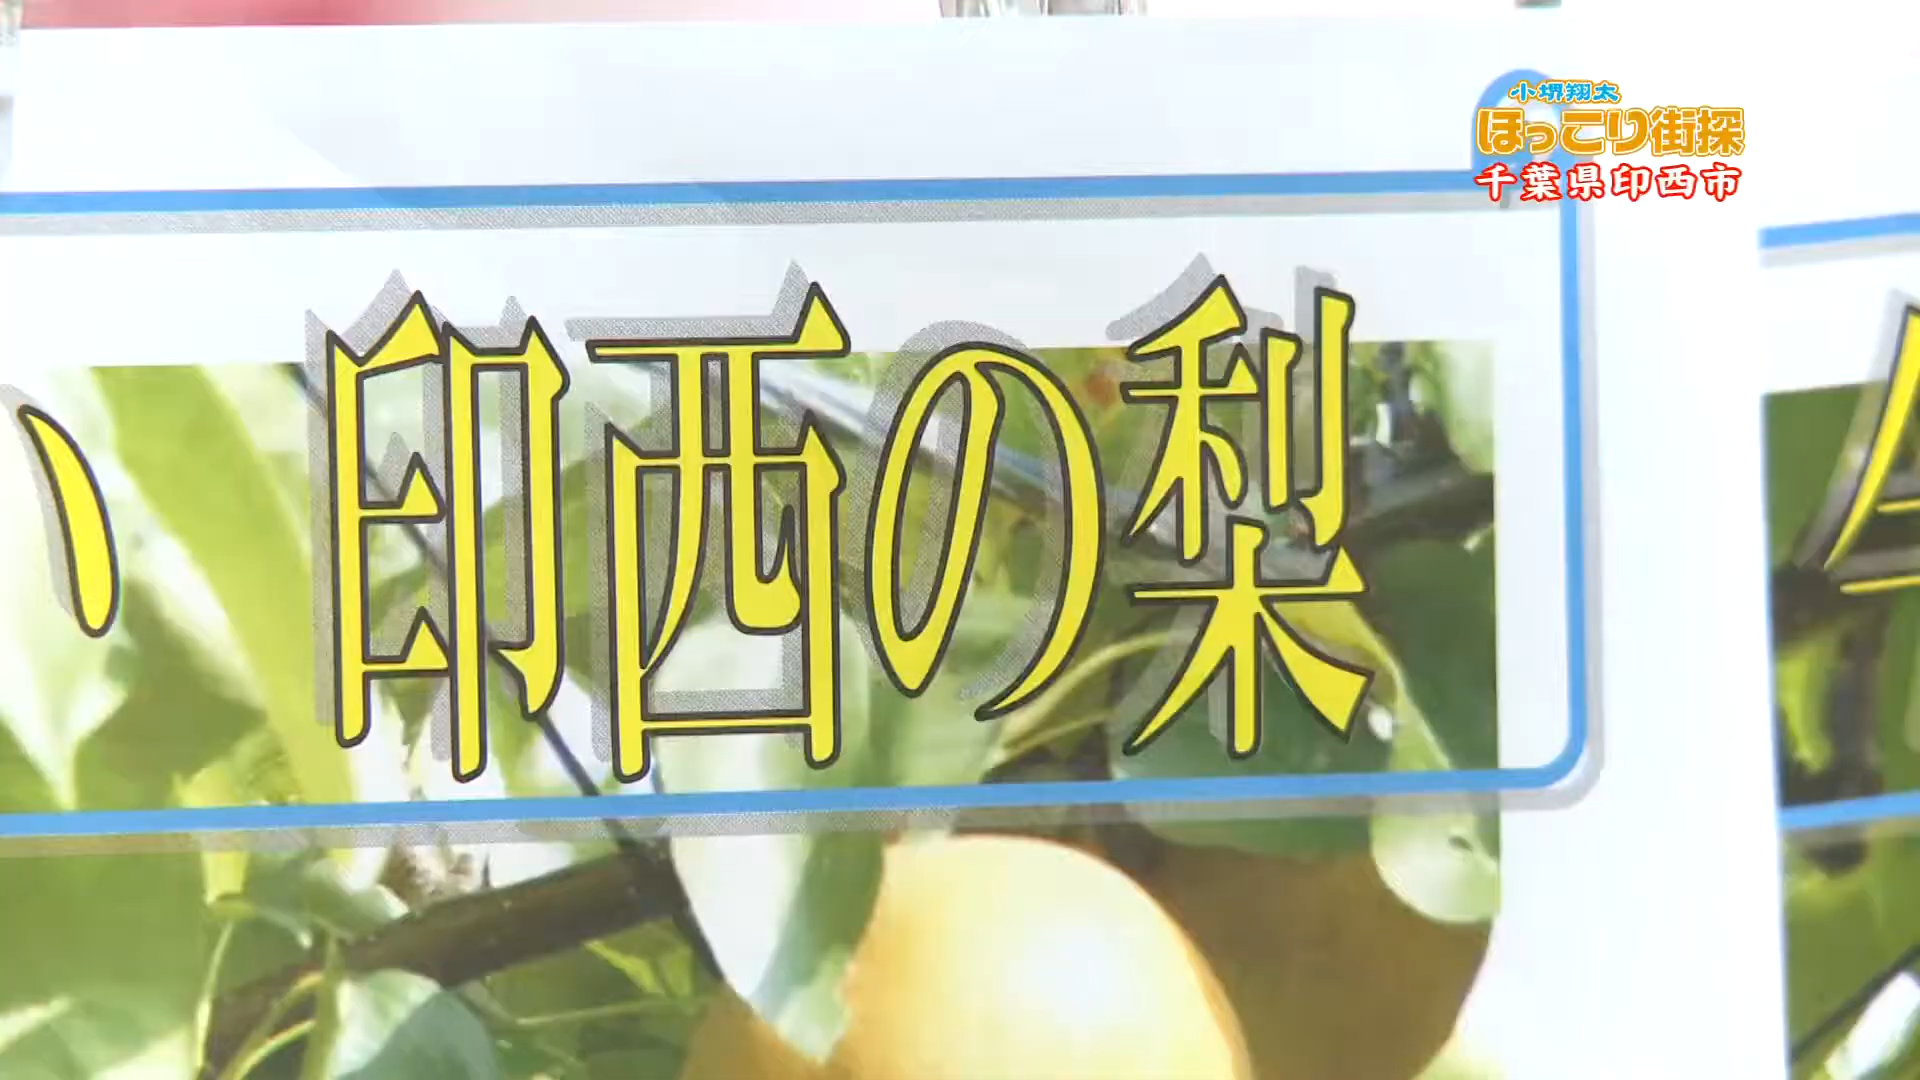 小堺翔太
ほっこり街探
千葉県印西市
印西の梨